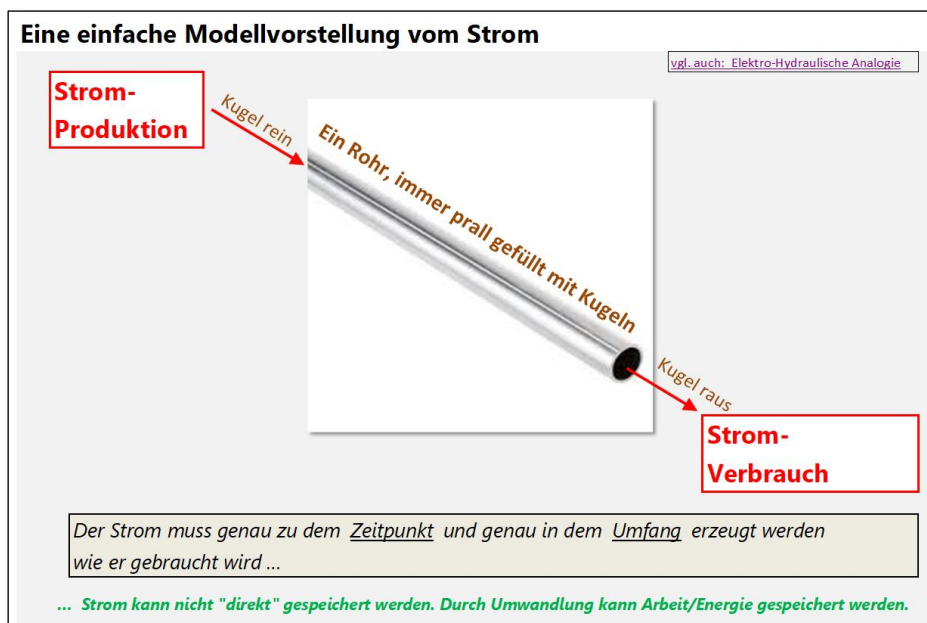 Eine einfache Modellvorstellung vom Strom
vgl. auch: Elektro-Hydraulische Analogie
Strom-
Produktion
Kugel rein
Ein Rohr, immer prall gefüllt mit Kugeln
Kugel raus
Strom-
Verbrauch
Der Strom muss genau zu dem Zeitpunkt und genau in dem Umfang erzeugt werden
wie er gebraucht wird ...
... Strom kann nicht "direkt" gespeichert werden. Durch Umwandlung kann Arbeit/Energie gespeichert werden.